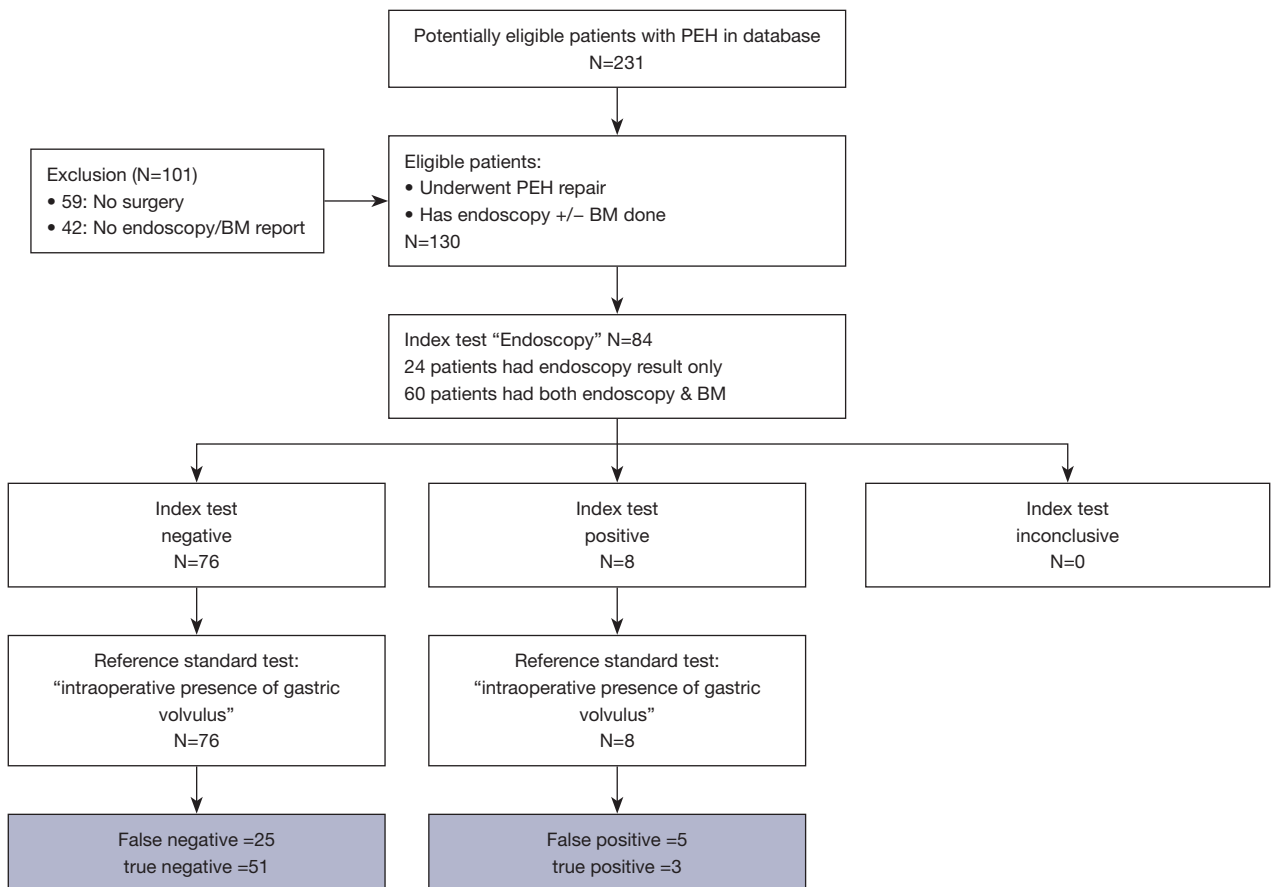 Potentially eligible patients with PEH in database
N=231
Exclusion (N=101)
• 59: No surgery
• 42: No endoscopy/BM report
Eligible patients:
• Underwent PEH repair
• Has endoscopy +/− BM done
N=130
Index test “Endoscopy” N=84
24 patients had endoscopy result only
60 patients had both endoscopy & BM
Index test
negative
N=76
Index test
positive
N=8
Index test
inconclusive
N=0
Reference standard test:
“intraoperative presence of gastric
volvulus”
N=76
Reference standard test:
“intraoperative presence of gastric
volvulus”
N=8
False negative =25
true negative =51
False positive =5
true positive =3